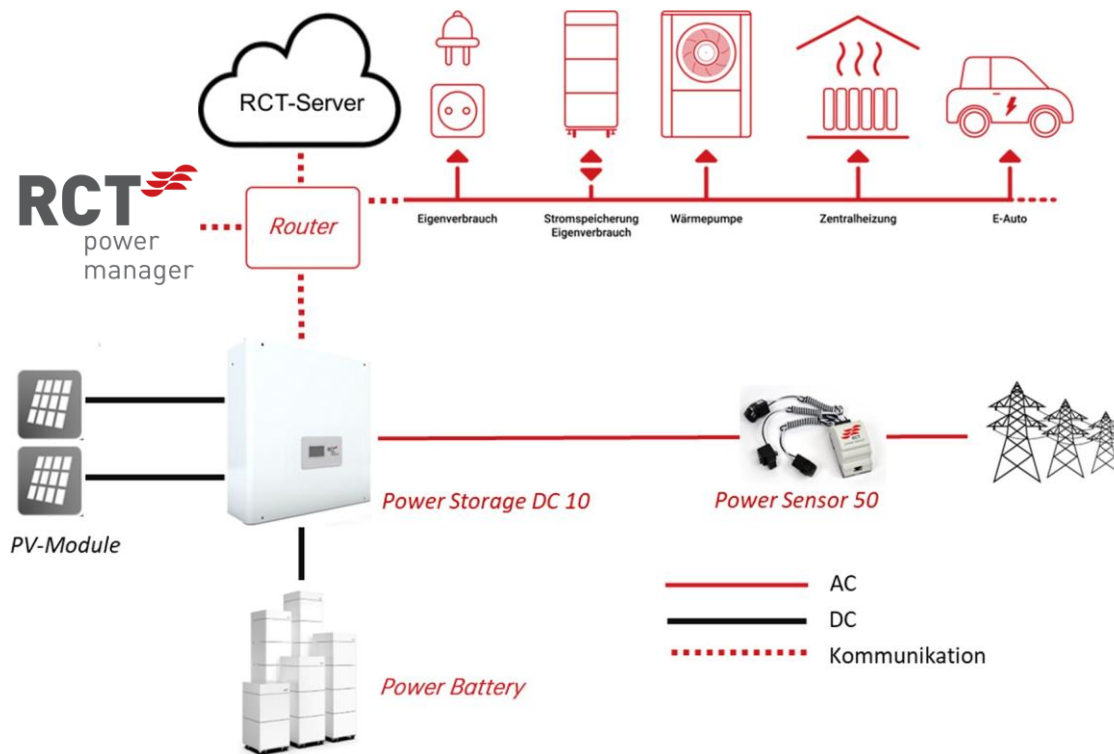 RCT-Server
RCT
power
manager
Router
Eigenverbrauch
Stromspeicherung
Eigenverbrauch
Wärmepumpe
Zentralheizung
E-Auto
PV-Module
Power Storage DC 10
RCT
Power Sensor 50
Power Battery
AC
DC
Kommunikation